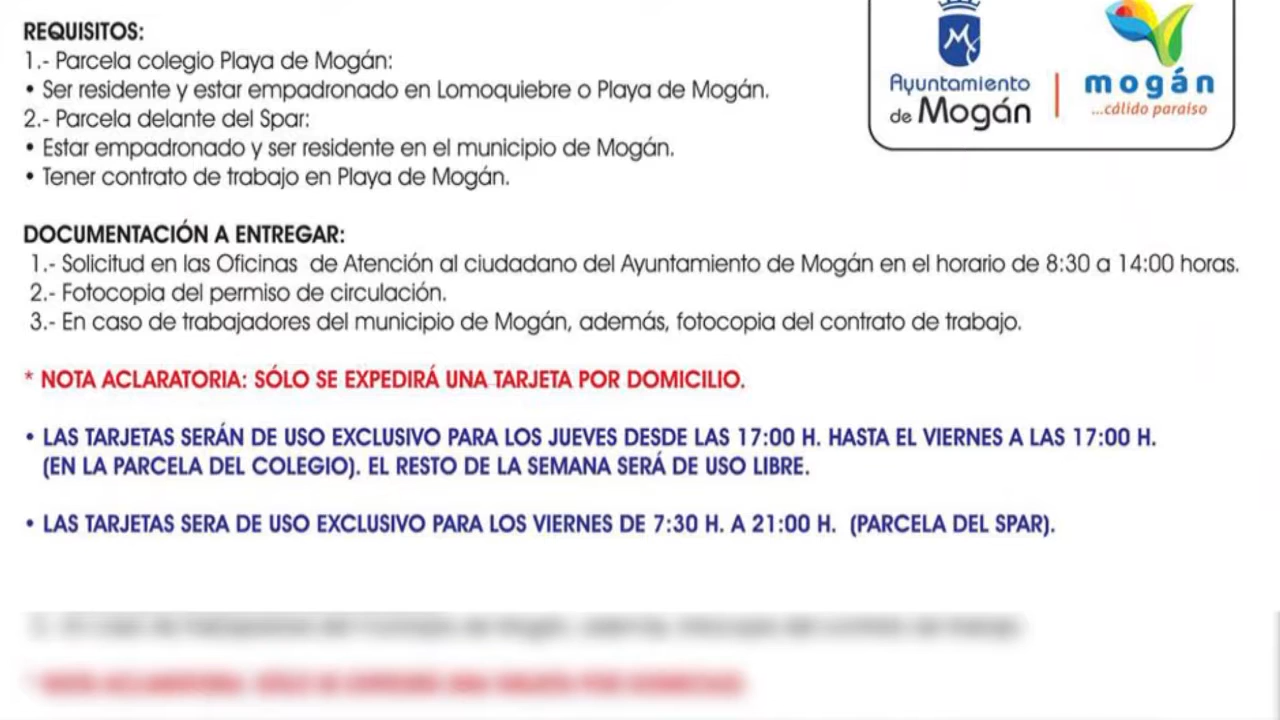 REQUISITOS:
1.- Parcela colegio Playa de Mogán:
• Ser residente y estar empadronado en Lomoquiebre o Playa de Mogán.
2.- Parcela delante del Spar:
• Estar empadronado y ser residente en el municipio de Mogán.
• Tener contrato de trabajo en Playa de Mogán.
Ayuntamiento
de Mogán
mogán
...cálido paraíso
DOCUMENTACIÓN A ENTREGAR:
1.- Solicitud en las Oficinas de Atención al ciudadano del Ayuntamiento de Mogán en el horario de 8:30 a 14:00 horas.
2.- Fotocopia del permiso de circulación.
3.- En caso de trabajadores del municipio de Mogán, además, fotocopia del contrato de trabajo.
* NOTA ACLARATORIA: SÓLO SE EXPEDIRÁ UNA TARJETA POR DOMICILIO.
• LAS TARJETAS SERÁN DE USO EXCLUSIVO PARA LOS JUEVES DESDE LAS 17:00 H. HASTA EL VIERNES A LAS 17:00 H.
(EN LA PARCELA DEL COLEGIO). EL RESTO DE LA SEMANA SERÁ DE USO LIBRE.
• LAS TARJETAS SERA DE USO EXCLUSIVO PARA LOS VIERNES DE 7:30 H. A 21:00 H. (PARCELA DEL SPAR).